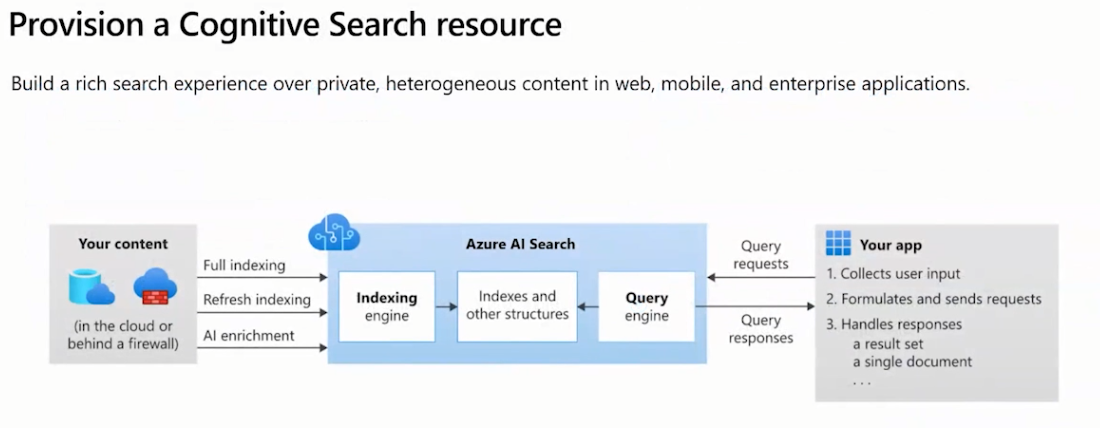 Provision a Cognitive Search resource
Build a rich search experience over private, heterogeneous content in web, mobile, and enterprise applications.
Your content
(in the cloud or
behind a firewall)
Full indexing
Refresh indexing
AI enrichment
Azure AI Search
Indexing
engine
Indexes and
other structures
Query
engine
Query
requests
Query
responses
Your app
1. Collects user input
2. Formulates and sends requests
3. Handles responses
a result set
a single document
. . .